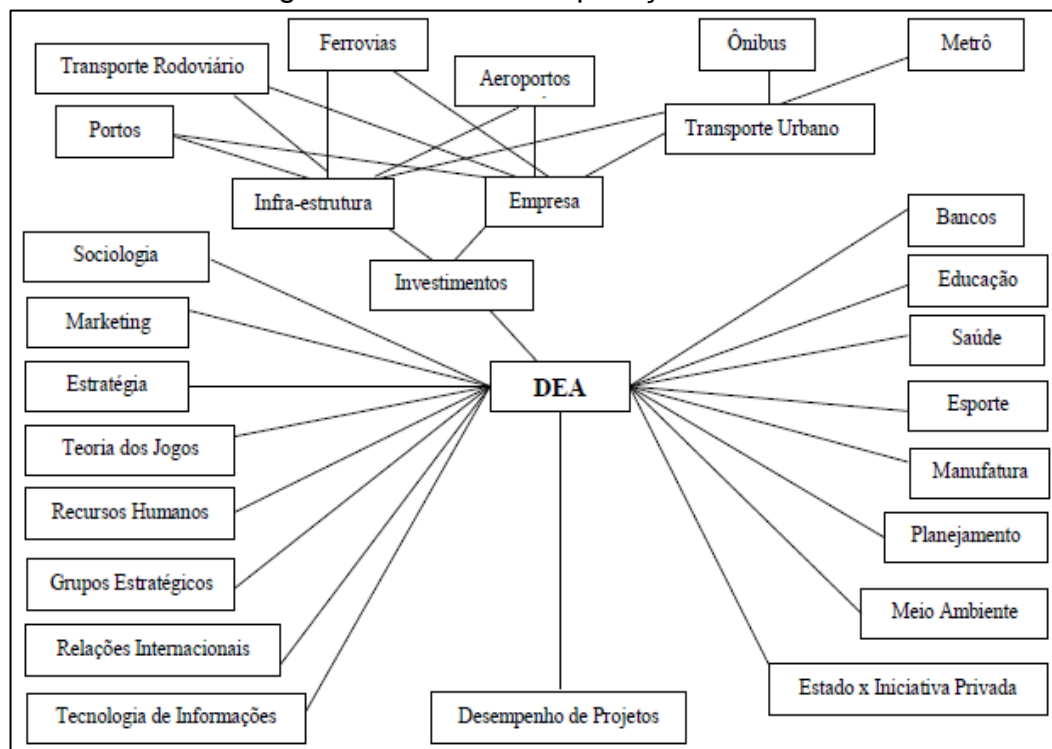 Ferrovias
Ônibus
Metrô
Transporte Rodoviário
Aeroportos
Portos
Transporte Urbano
Infra-estrutura
Empresa
Bancos
Sociologia
Investimentos
Educação
Marketing
Saúde
Estratégia
DEA
Esporte
Teoria dos Jogos
Manufatura
Recursos Humanos
Planejamento
Grupos Estratégicos
Meio Ambiente
Relações Internacionais
Estado x Iniciativa Privada
Tecnologia de Informações
Desempenho de Projetos